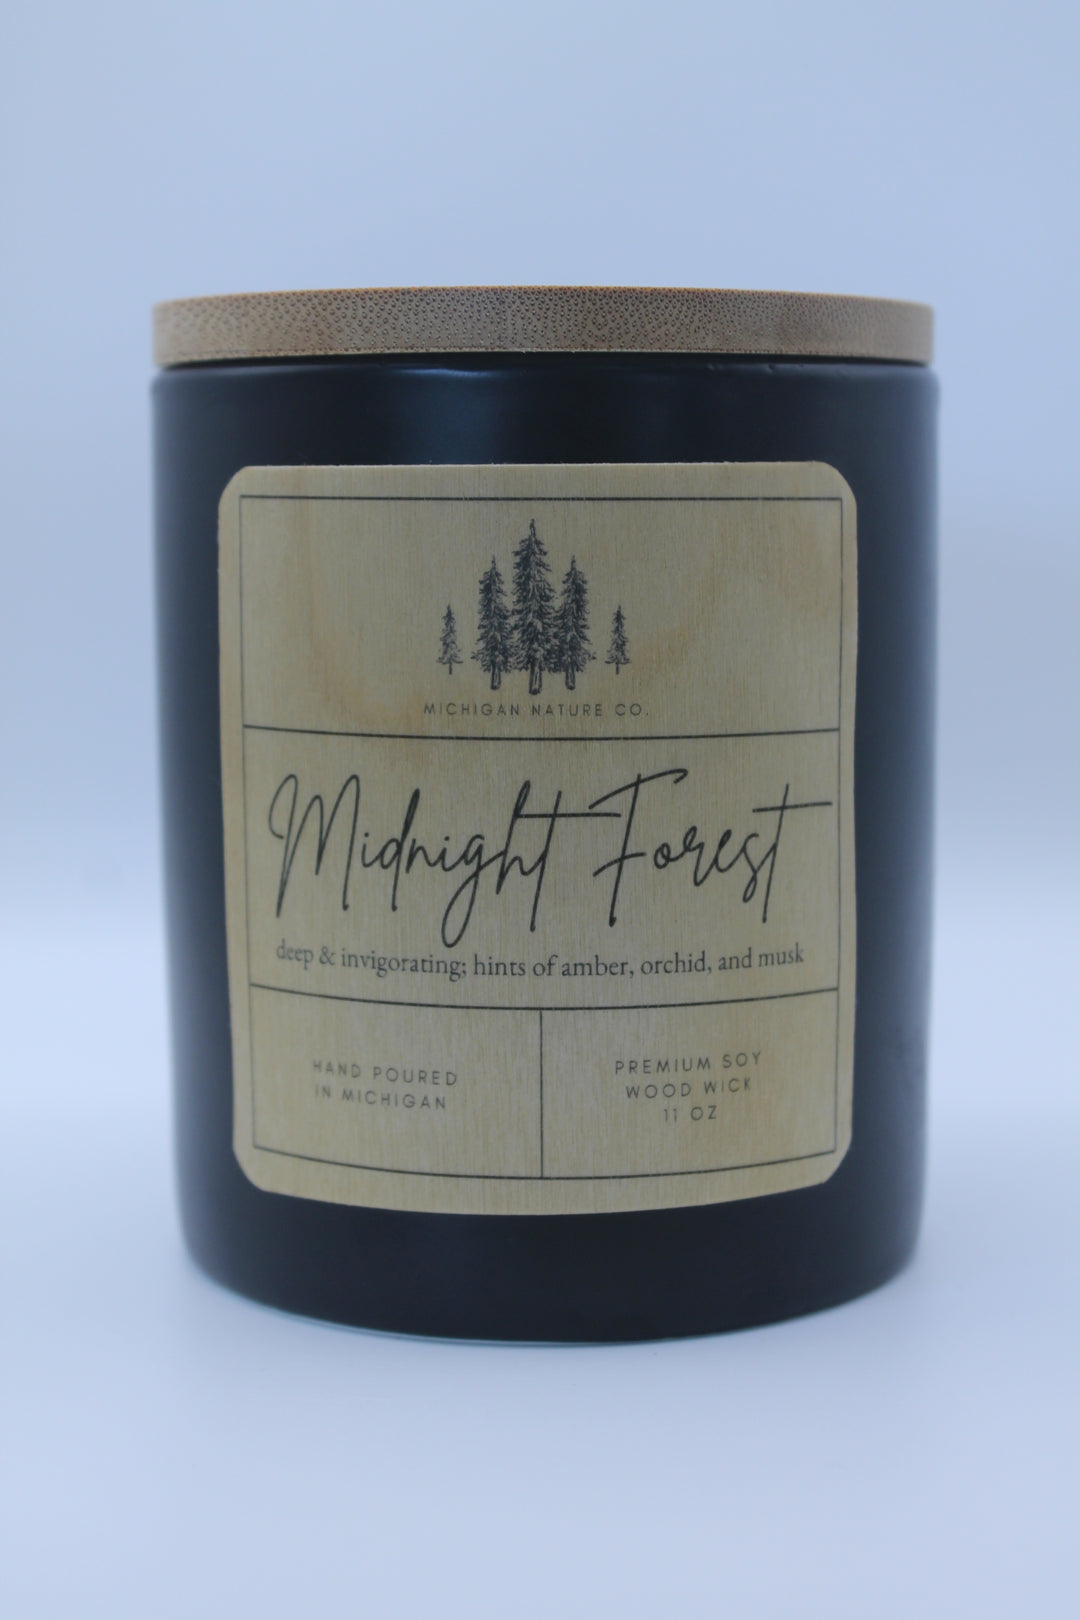 MICHIGAN NATURE CO.
Midnight Forest
deep & invigorating; hints of amber, orchid, and musk
HAND POURED
IN MICHIGAN
PREMIUM SOY
WOOD WICK
11 OZ